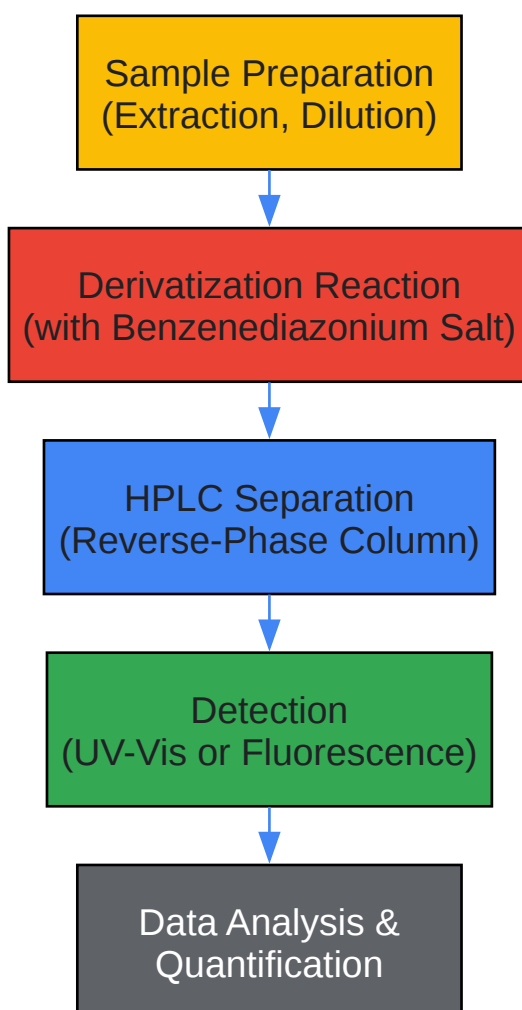 Sample Preparation
(Extraction, Dilution)
Derivatization Reaction
(with Benzenediazonium Salt)
HPLC Separation
(Reverse-Phase Column)
Detection
(UV-Vis or Fluorescence)
Data Analysis &
Quantification